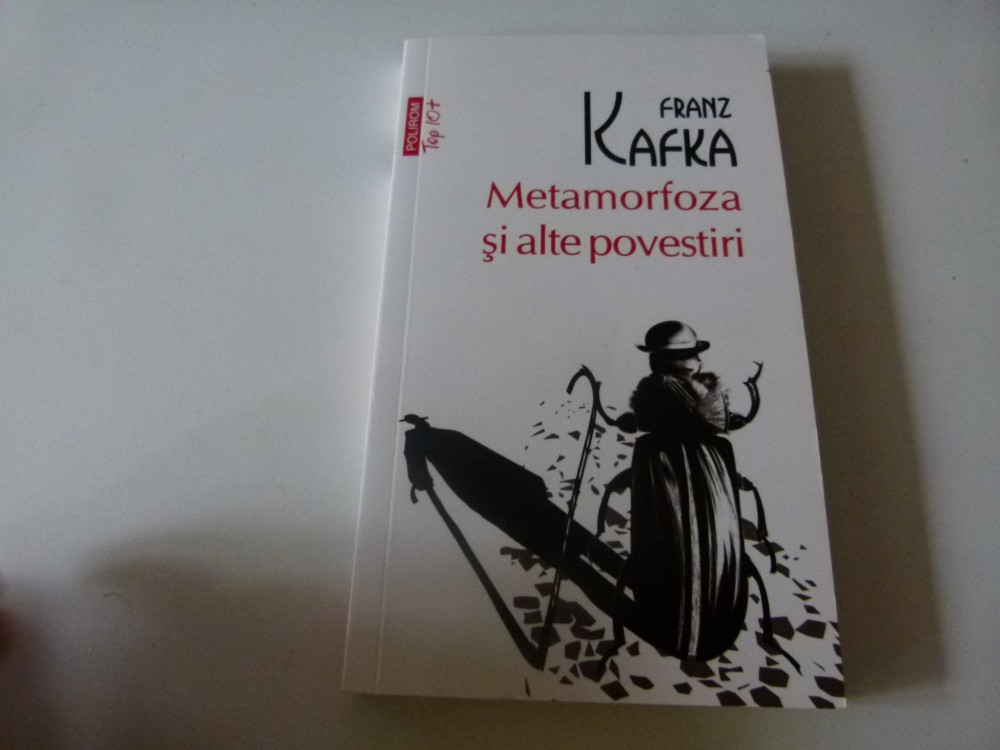 POLIROM
Top 10+
FRANZ
KAFKA
Metamorfoza
şi alte povestiri